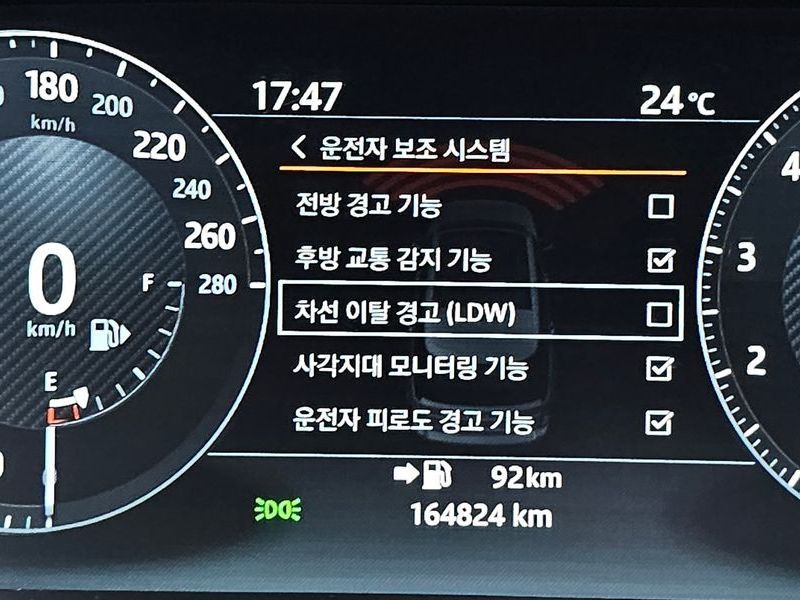 17:47 24 °C
운전자 보조 시스템
전방 경고 기능
후방 교통 감지 기능
차선 이탈 경고 (LDW)
사각지대 모니터링 기능
운전자 피로도 경고 기능
92km
164824 km
180
200
km/h
220
240
260
280
0
km/h
F
E
4
3
2